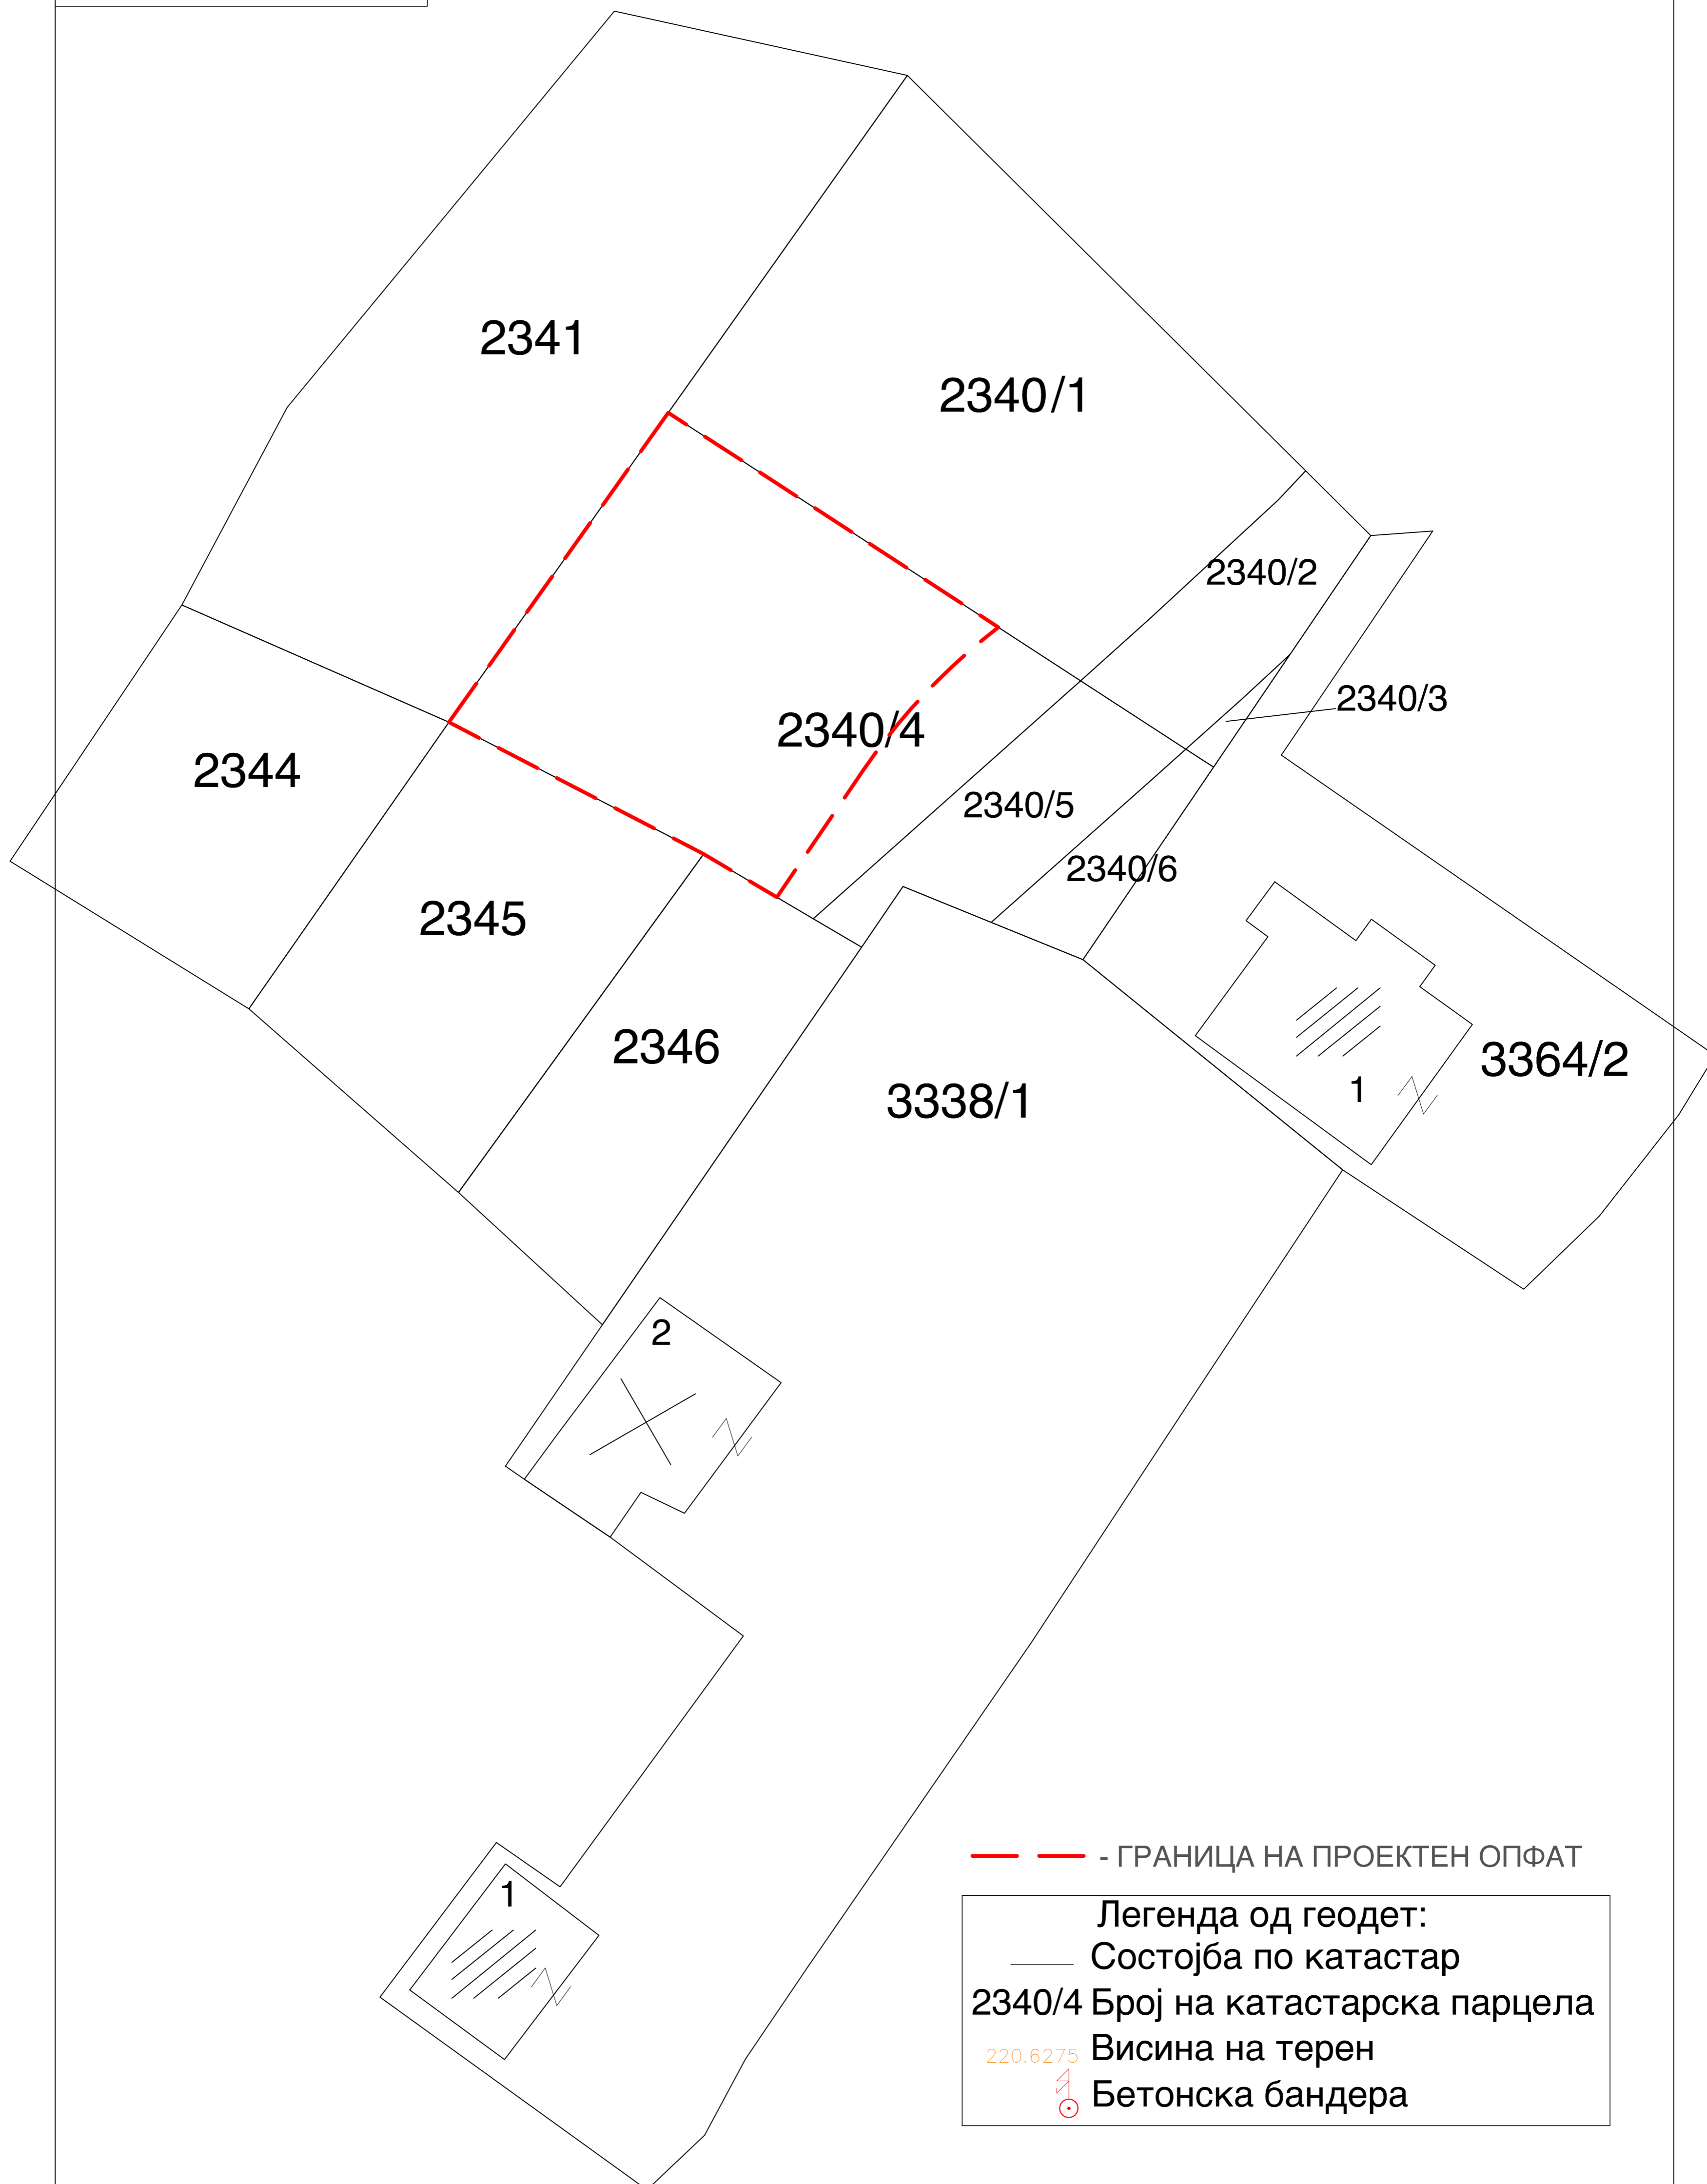 2341
2340/1
2340/2
2340/3
2340/4
2344
2340/5
2340/6
2345
2346
3364/2
1
3338/1
2
- ГРАНИЦА НА ПРОЕКТЕН ОПФАТ
1
Легенда од геодет:
Состојба по катастар
2340/4 Број на катастарска парцела
220.6275 Висина на терен
Бетонска бандера